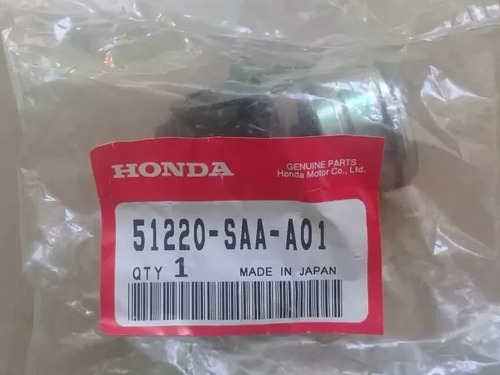 HONDA
GENUINE PARTS
Honda Motor Co., Ltd.
51220-SAA-A01
QTY 1 MADE IN JAPAN